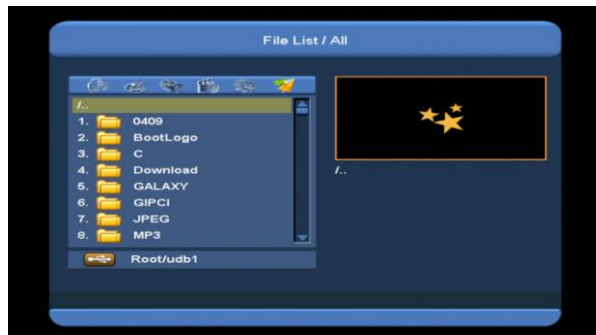 File List / All
/..
1. 0409
2. BootLogo
3. C
4. Download
5. GALAXY
6. GIPCI
7. JPEG
8. MP3
/..
Root/udb1